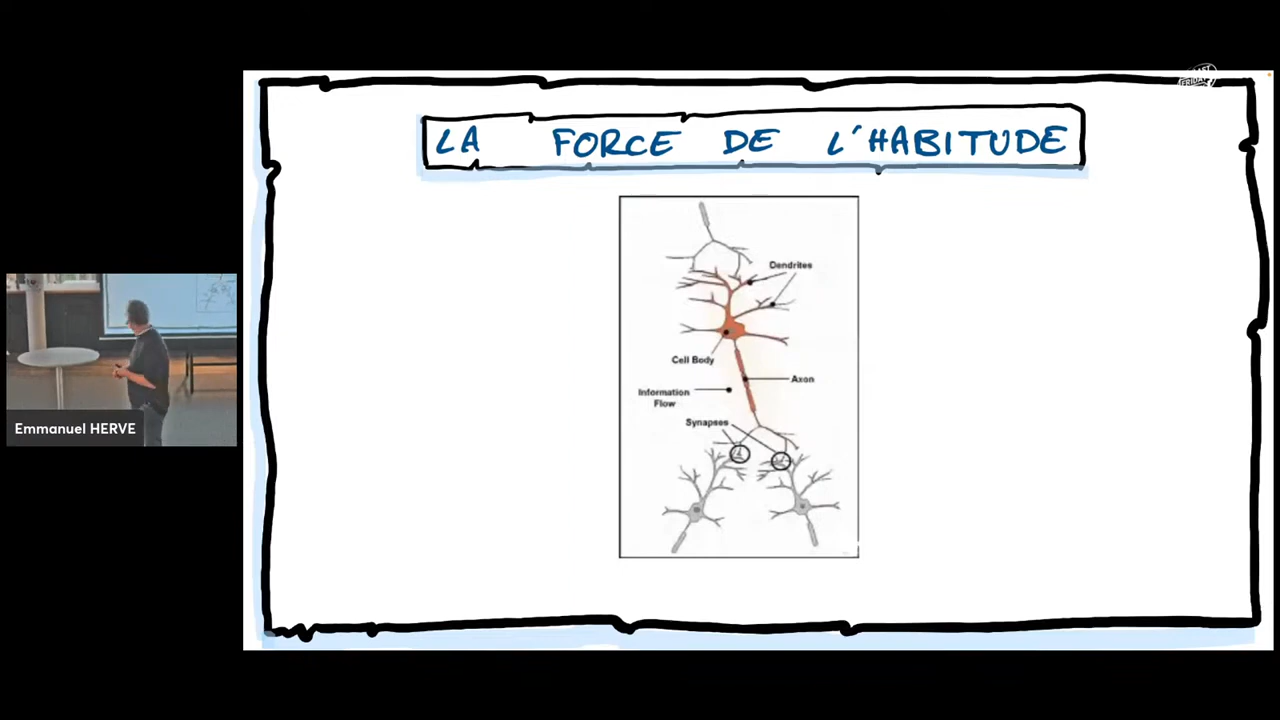 LA FORCE DE L'HABITUDE
Dendrites
Cell Body
Axon
Information
Flow
Synapses
Emmanuel HERVE